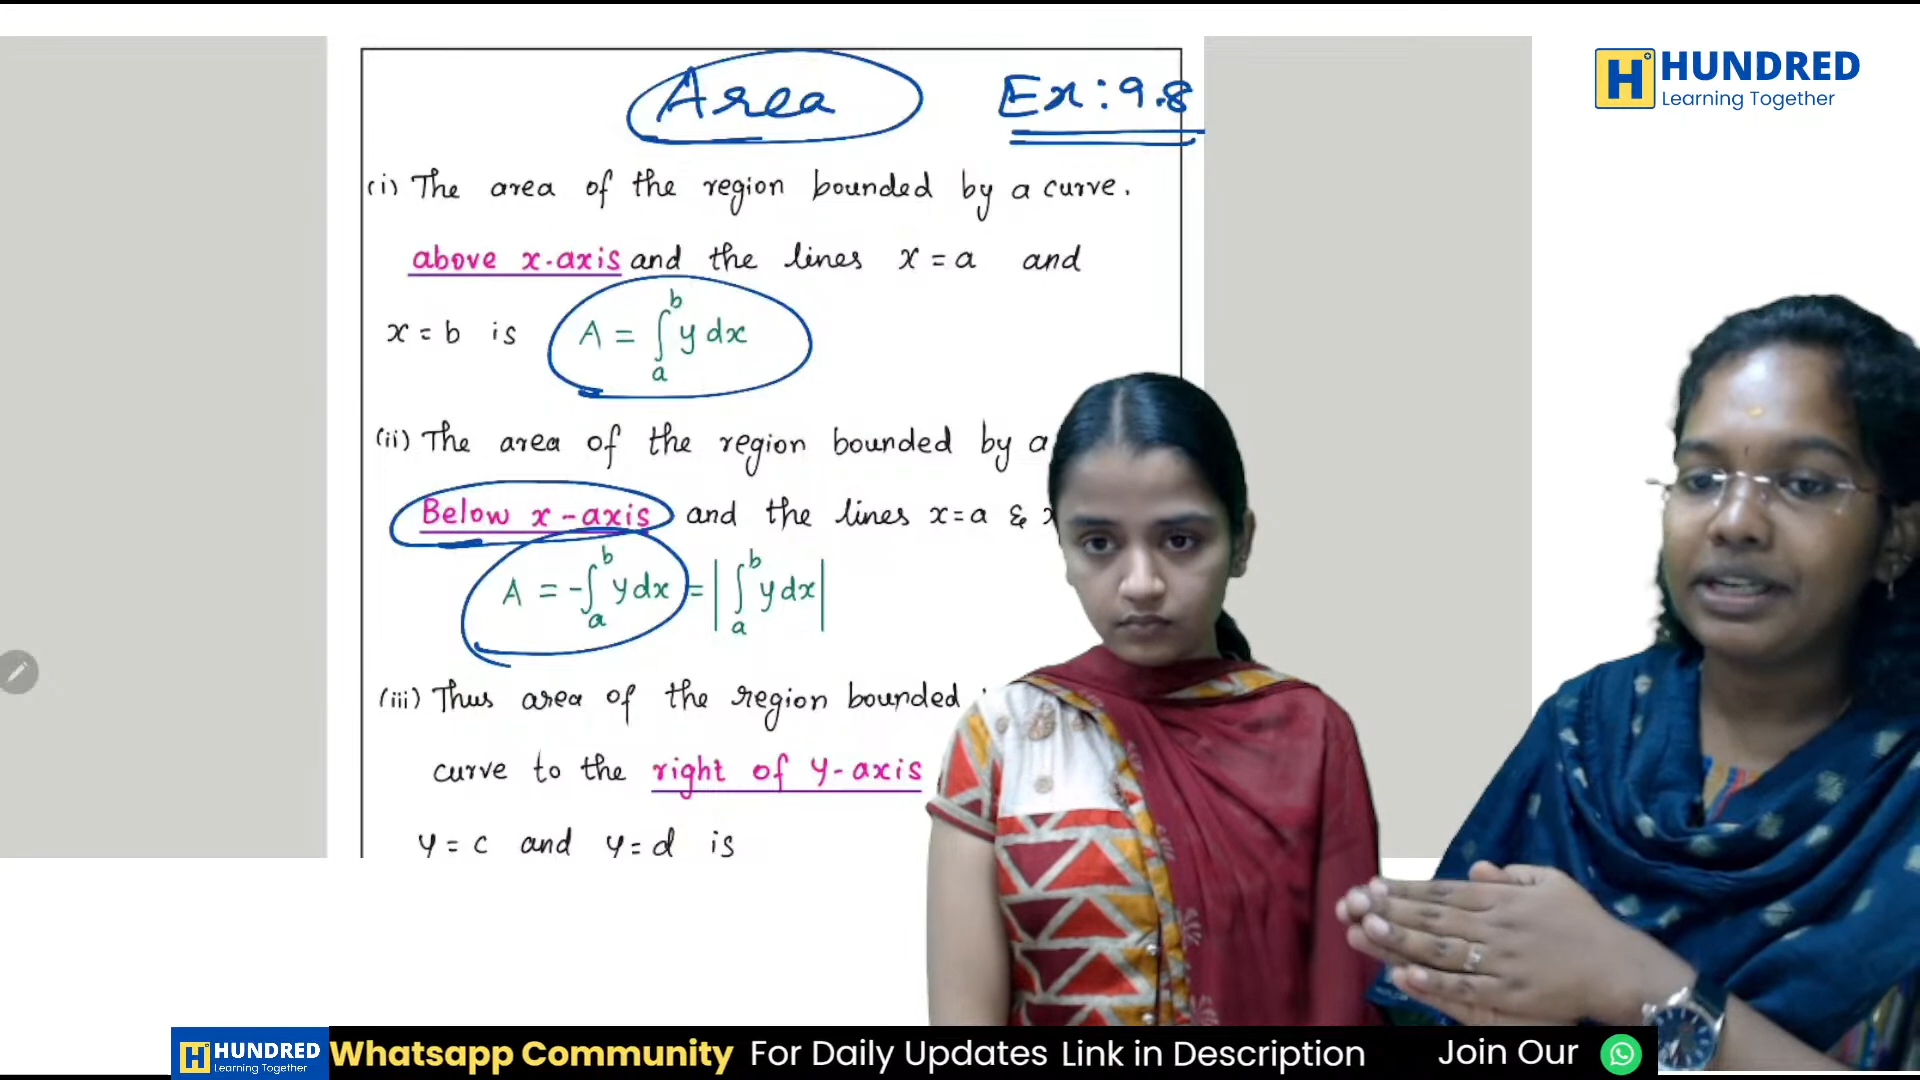 Area
Ex: 9.8
HUNDRED
Learning Together
(i) The area of the region bounded by a curve.
above x-axis and the lines x = a and
x = b is A = ∫ₐᵇ y dx
(ii) The area of the region bounded by a
Below x-axis and the lines x=a & x
A = -∫ₐᵇ y dx = |∫ₐᵇ y dx|
(iii) Thus area of the region bounded
curve to the right of y-axis
y = c and y = d is
HUNDRED
Learning Together
Whatsapp Community For Daily Updates Link in Description Join Our